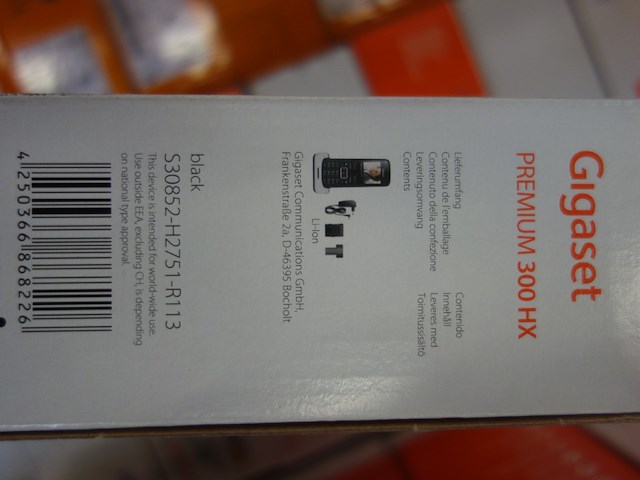 Gigaset
PREMIUM 300 HX
Lieferumfang
Contenu de l'emballage
Contenuto della confezione
Leveringsomvang
Contents
Contenido
Innehåll
Leveres med
Toimitussisältö
Li-Ion
Gigaset Communications GmbH,
Frankenstraße 2a, D-46395 Bocholt
black
S30852-H2751-R113
This device is intended for world-wide use.
Use outside EEA, excluding CH, is depending
on national type approval.
4 250366 868226